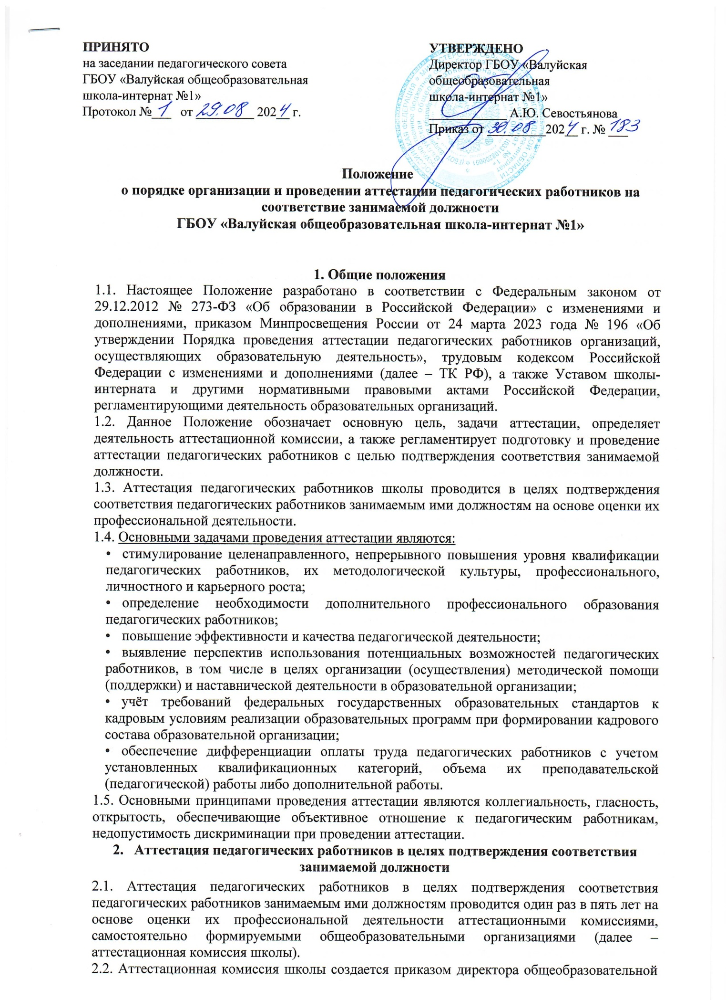 ПРИНЯТО
на заседании педагогического совета
ГБОУ «Валуйская общеобразовательная
школа-интернат №1»
Протокол № 1 от 29.08 2024 г.
УТВЕРЖДЕНО
Директор ГБОУ «Валуйская
общеобразовательная
школа-интернат №1»
____________ А.Ю. Севостьянова
Приказ от 30.08 2024 г. № 183
Положение
о порядке организации и проведении аттестации педагогических работников на
соответствие занимаемой должности
ГБОУ «Валуйская общеобразовательная школа-интернат №1»
1. Общие положения
1.1. Настоящее Положение разработано в соответствии с Федеральным законом от
29.12.2012 № 273-ФЗ «Об образовании в Российской Федерации» с изменениями и
дополнениями, приказом Минпросвещения России от 24 марта 2023 года № 196 «Об
утверждении Порядка проведения аттестации педагогических работников организаций,
осуществляющих образовательную деятельность», трудовым кодексом Российской
Федерации с изменениями и дополнениями (далее – ТК РФ), а также Уставом школы-
интерната и другими нормативными правовыми актами Российской Федерации,
регламентирующими деятельность образовательных организаций.
1.2. Данное Положение обозначает основную цель, задачи аттестации, определяет
деятельность аттестационной комиссии, а также регламентирует подготовку и проведение
аттестации педагогических работников с целью подтверждения соответствия занимаемой
должности.
1.3. Аттестация педагогических работников школы проводится в целях подтверждения
соответствия педагогических работников занимаемым ими должностям на основе оценки их
профессиональной деятельности.
1.4. Основными задачами проведения аттестации являются:
• стимулирование целенаправленного, непрерывного повышения уровня квалификации
педагогических работников, их методологической культуры, профессионального,
личностного и карьерного роста;
• определение необходимости дополнительного профессионального образования
педагогических работников;
• повышение эффективности и качества педагогической деятельности;
• выявление перспектив использования потенциальных возможностей педагогических
работников, в том числе в целях организации (осуществления) методической помощи
(поддержки) и наставнической деятельности в образовательной организации;
• учёт требований федеральных государственных образовательных стандартов к
кадровым условиям реализации образовательных программ при формировании кадрового
состава образовательной организации;
• обеспечение дифференциации оплаты труда педагогических работников с учетом
установленных квалификационных категорий, объема их преподавательской
(педагогической) работы либо дополнительной работы.
1.5. Основными принципами проведения аттестации являются коллегиальность, гласность,
открытость, обеспечивающие объективное отношение к педагогическим работникам,
недопустимость дискриминации при проведении аттестации.
2. Аттестация педагогических работников в целях подтверждения соответствия
занимаемой должности
2.1. Аттестация педагогических работников в целях подтверждения соответствия
педагогических работников занимаемым ими должностям проводится один раз в пять лет на
основе оценки их профессиональной деятельности аттестационными комиссиями,
самостоятельно формируемыми общеобразовательными организациями (далее –
аттестационная комиссия школы).
2.2. Аттестационная комиссия школы создается приказом директора общеобразовательной